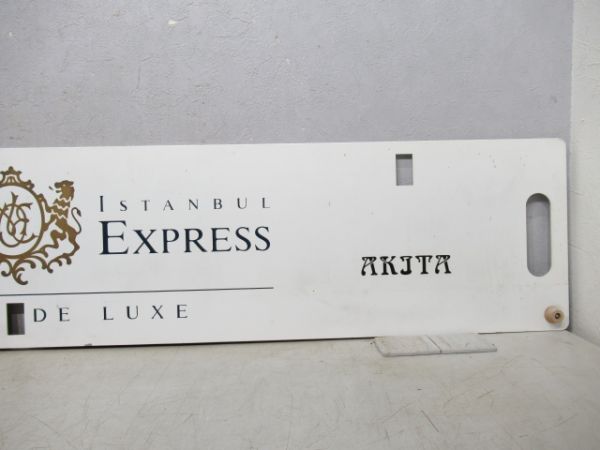 ISTANBUL
EXPRESS
DE LUXE
AKITA